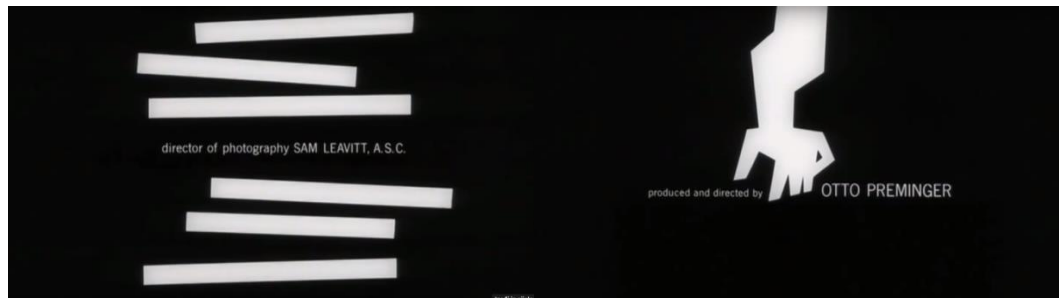 director of photography SAM LEAVITT, A.S.C.
produced and directed by OTTO PREMINGER